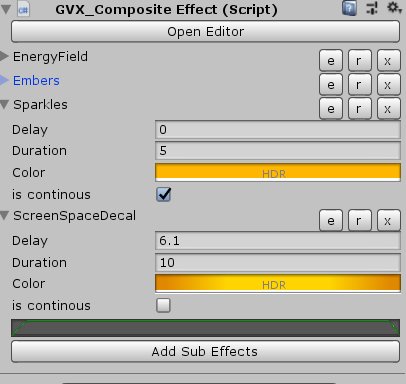 GVX_Composite Effect (Script)
Open Editor
EnergyField e r x
Embers e r x
Sparkles e r x
Delay 0
Duration 5
Color HDR
is continous
ScreenSpaceDecal e r x
Delay 6.1
Duration 10
Color HDR
is continous
Add Sub Effects